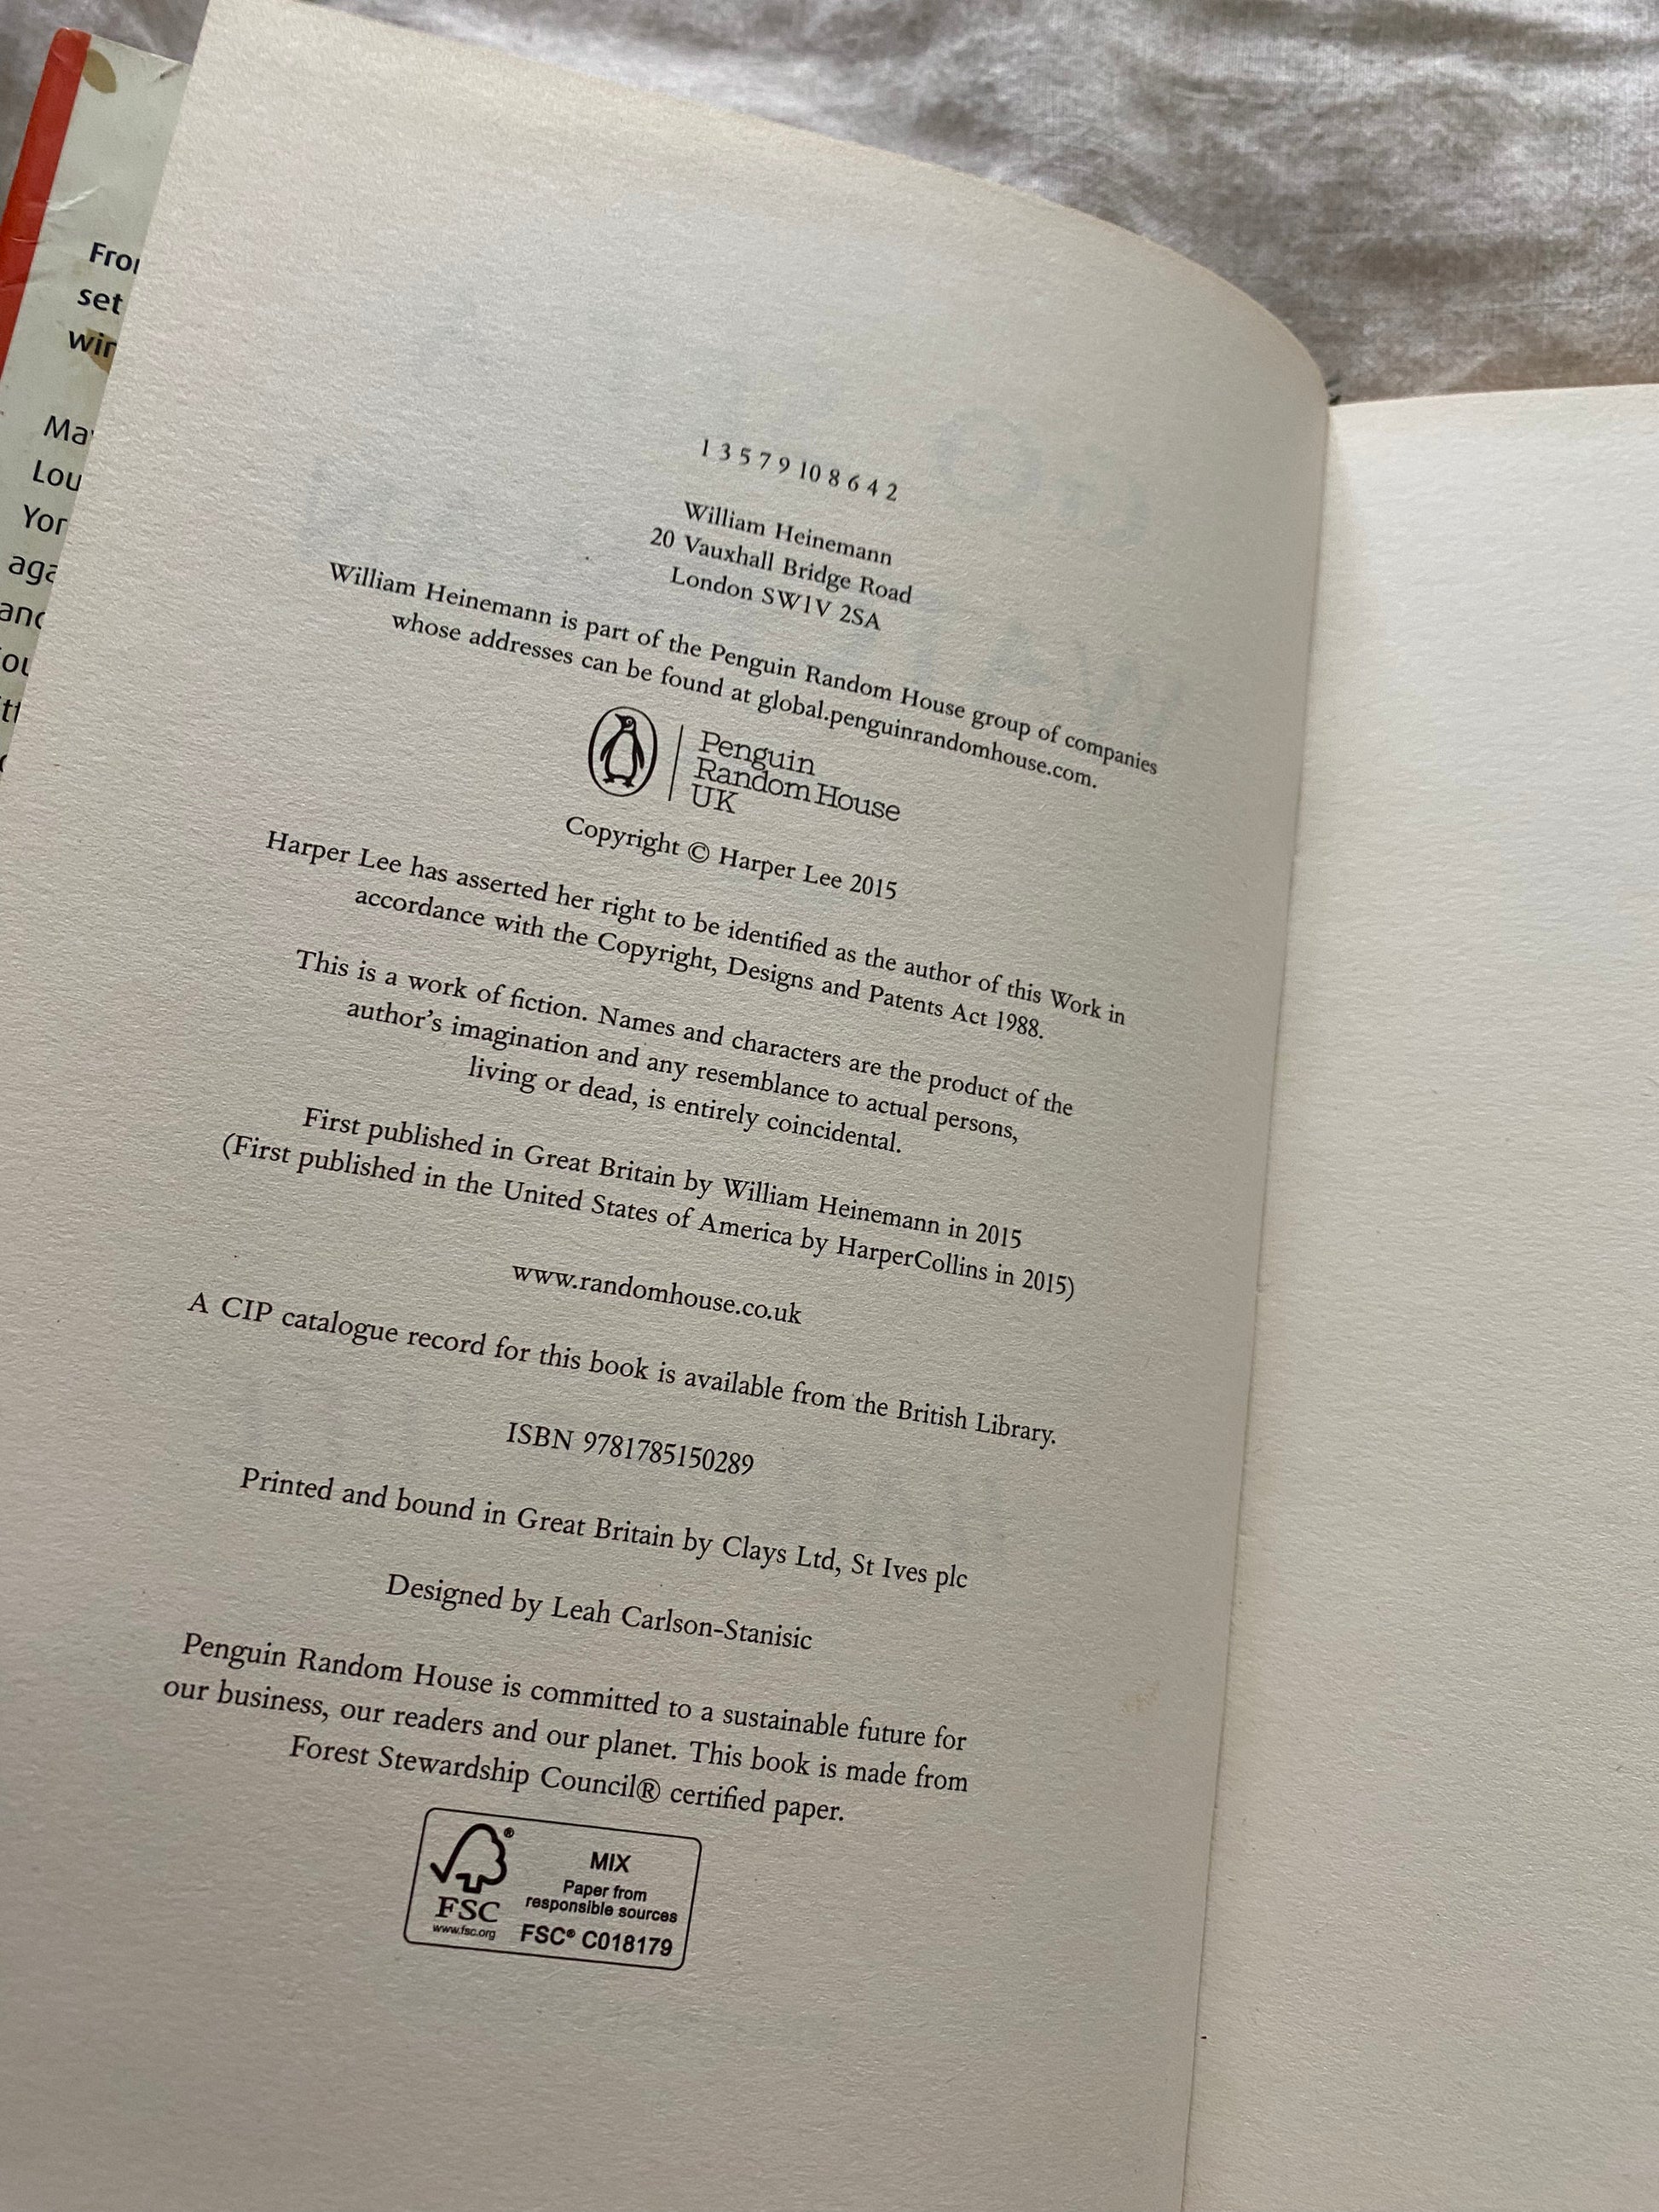 Fro
set
wir
Ma
Lou
Yor
aga
and
1 3 5 7 9 10 8 6 4 2
William Heinemann
20 Vauxhall Bridge Road
London SW1V 2SA
William Heinemann is part of the Penguin Random House group of companies
whose addresses can be found at global.penguinrandomhouse.com.
Penguin
Random House
UK
Copyright © Harper Lee 2015
Harper Lee has asserted her right to be identified as the author of this Work in
accordance with the Copyright, Designs and Patents Act 1988.
This is a work of fiction. Names and characters are the product of the
author's imagination and any resemblance to actual persons,
living or dead, is entirely coincidental.
First published in Great Britain by William Heinemann in 2015
(First published in the United States of America by HarperCollins in 2015)
www.randomhouse.co.uk
A CIP catalogue record for this book is available from the British Library.
ISBN 9781785150289
Printed and bound in Great Britain by Clays Ltd, St Ives plc
Designed by Leah Carlson-Stanisic
Penguin Random House is committed to a sustainable future for
our business, our readers and our planet. This book is made from
Forest Stewardship Council® certified paper.
®
FSC
www.fsc.org
MIX
Paper from
responsible sources
FSC® C018179